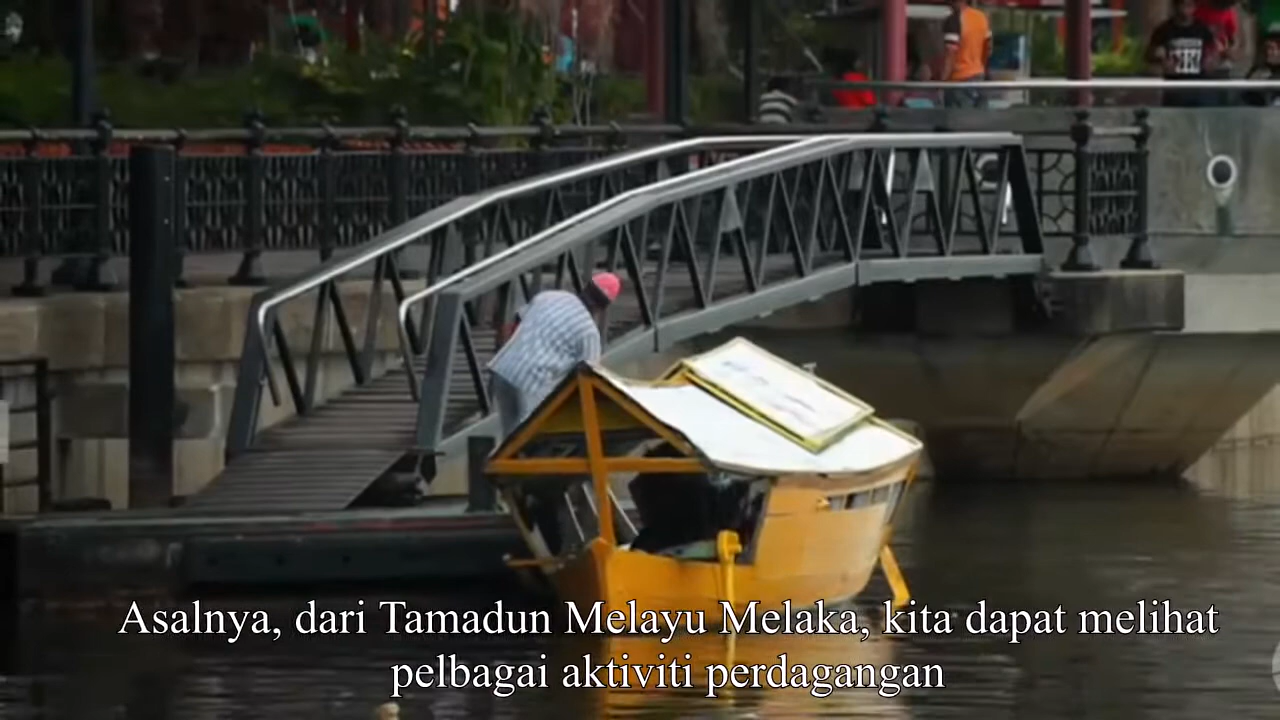 Asalnya, dari Tamadun Melayu Melaka, kita dapat melihat
pelbagai aktiviti perdagangan